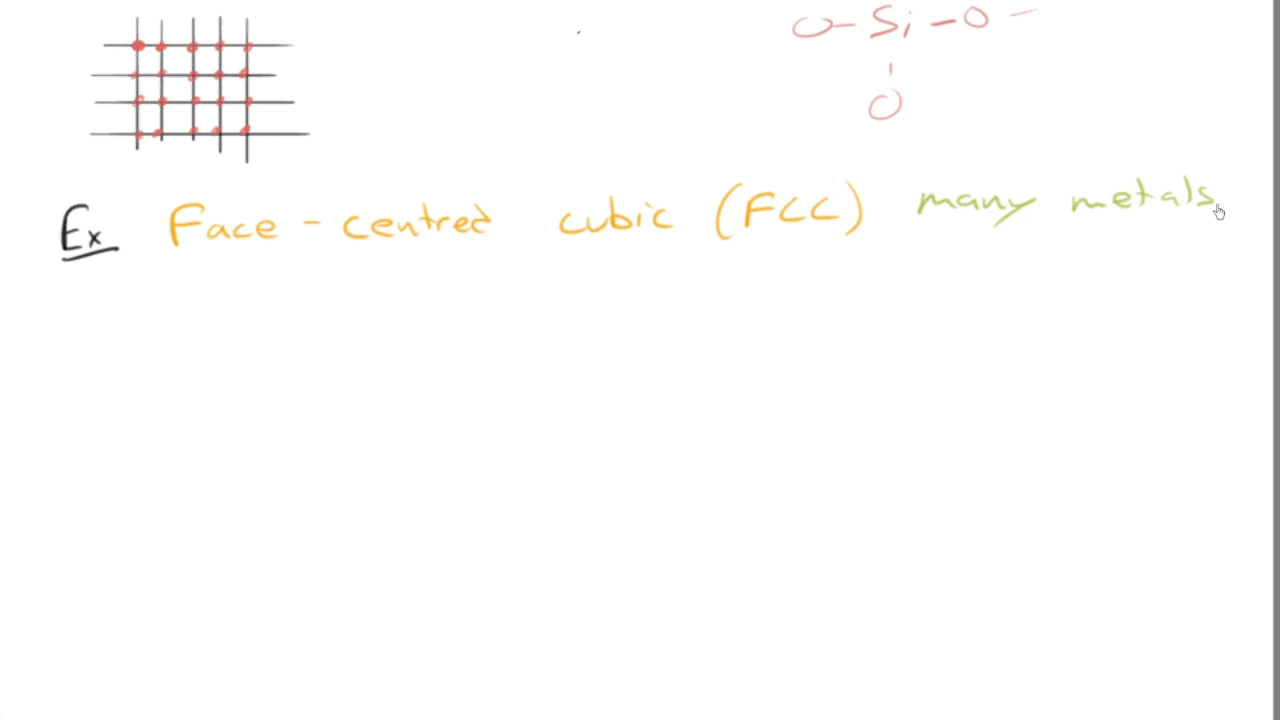 O – Si – O –
O
Ex Face - centred cubic (FCC) many metals